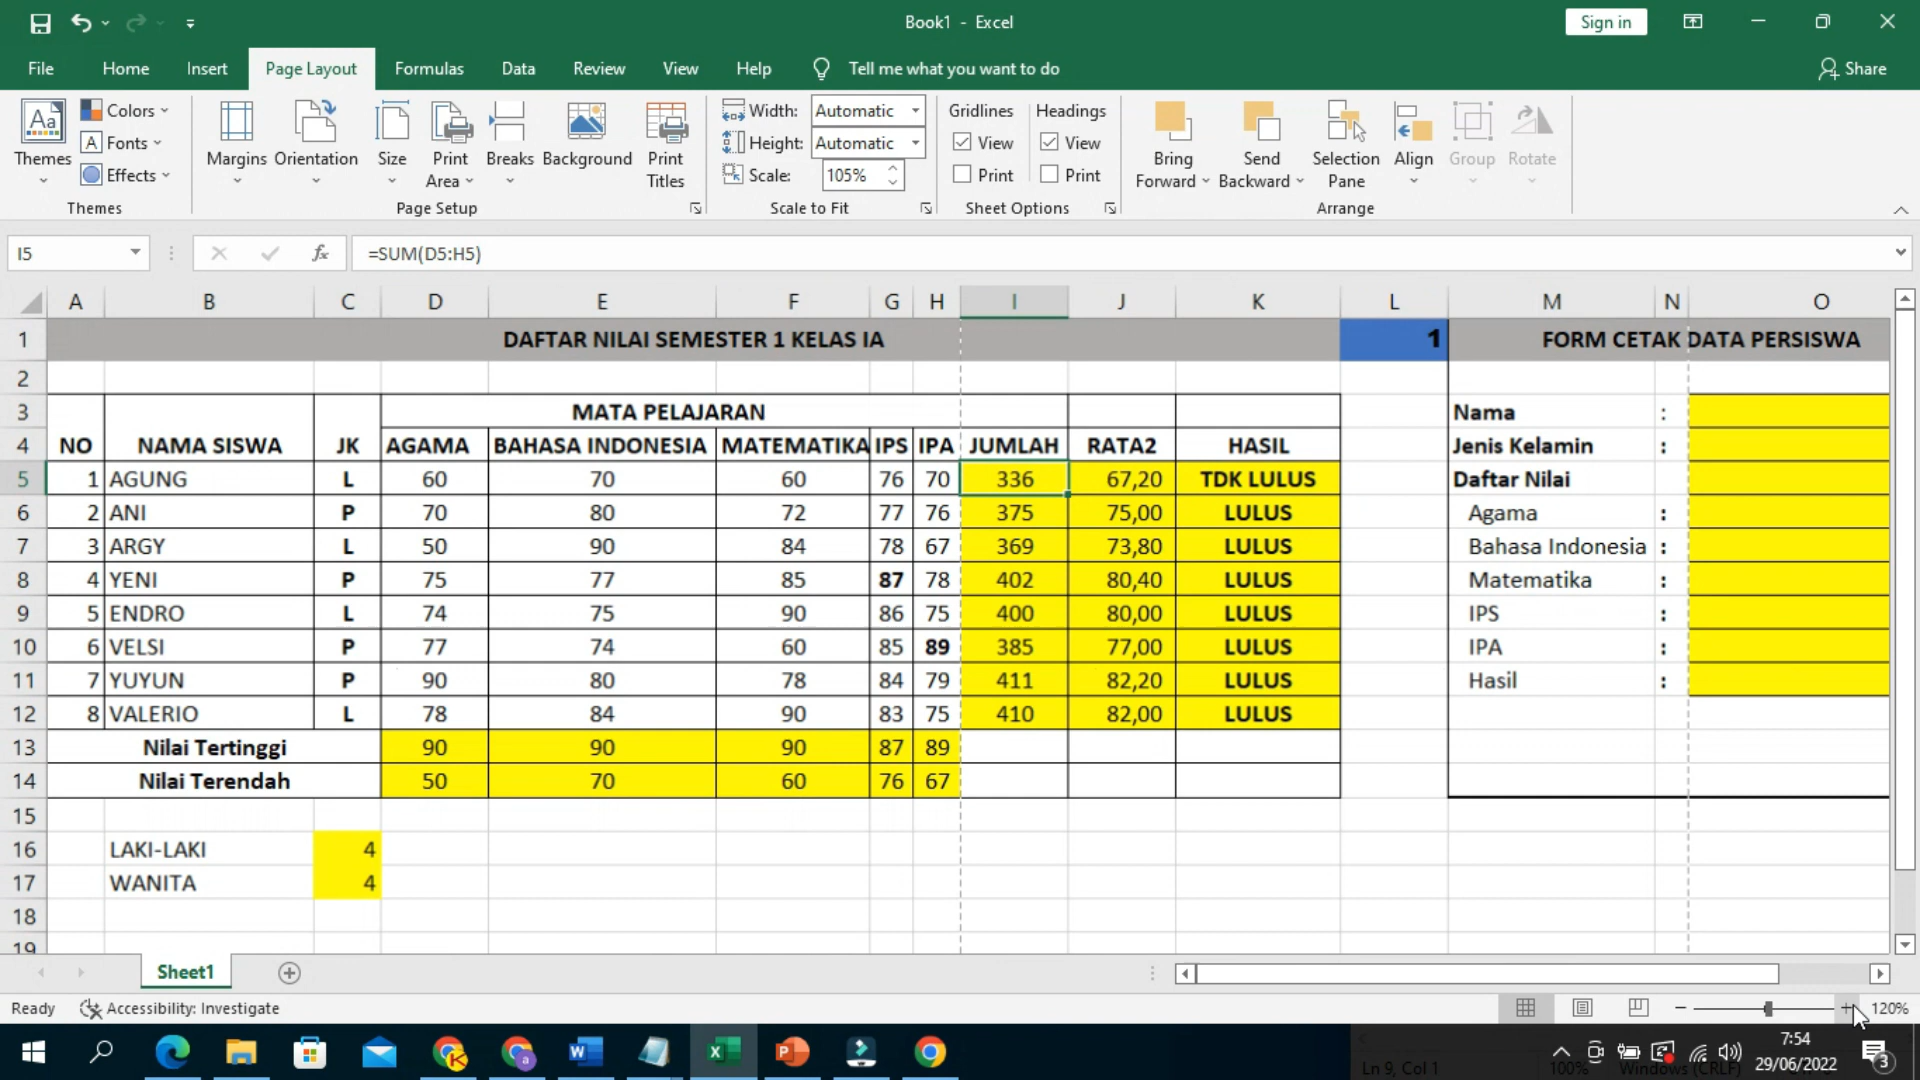 Book1 - Excel
Sign in
File Home Insert Page Layout Formulas Data Review View Help Tell me what you want to do Share
Themes Colors Fonts Effects
Margins Orientation Size Print Area Breaks Background Print Titles
Width: Automatic
Height: Automatic
Scale: 105%
Gridlines Headings
View View
Print Print
Bring Forward Send Backward Selection Pane Align Group Rotate
Themes Page Setup Scale to Fit Sheet Options Arrange
I5 fx =SUM(D5:H5)
A B C D E F G H I J K L M N O
1 DAFTAR NILAI SEMESTER 1 KELAS IA 1 FORM CETAK DATA PERSISWA
2
3 MATA PELAJARAN Nama :
4 NO NAMA SISWA JK AGAMA BAHASA INDONESIA MATEMATIKA IPS IPA JUMLAH RATA2 HASIL Jenis Kelamin :
5 1 AGUNG L 60 70 60 76 70 336 67,20 TDK LULUS Daftar Nilai
6 2 ANI P 70 80 72 77 76 375 75,00 LULUS Agama :
7 3 ARGY L 50 90 84 78 67 369 73,80 LULUS Bahasa Indonesia :
8 4 YENI P 75 77 85 87 78 402 80,40 LULUS Matematika :
9 5 ENDRO L 74 75 90 86 75 400 80,00 LULUS IPS :
10 6 VELSI P 77 74 60 85 89 385 77,00 LULUS IPA :
11 7 YUYUN P 90 80 78 84 79 411 82,20 LULUS Hasil :
12 8 VALERIO L 78 84 90 83 75 410 82,00 LULUS
13 Nilai Tertinggi 90 90 90 87 89
14 Nilai Terendah 50 70 60 76 67
15
16 LAKI-LAKI 4
17 WANITA 4
18
19
Sheet1
Ready Accessibility: Investigate 120%
Ln 9, Col 1 100% Windows (CRLF)
7:54
29/06/2022
3